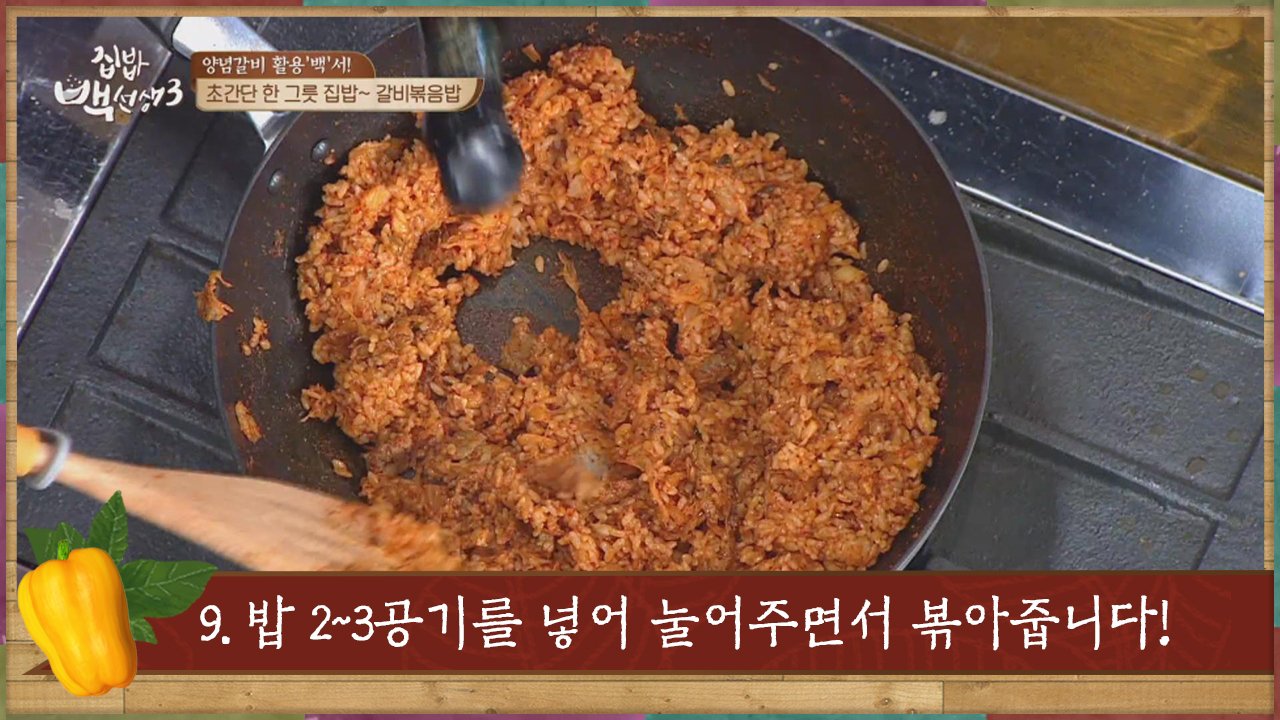 집밥
백선생3
양념갈비 활용'백'서!
초간단 한 그릇 집밥~ 갈비볶음밥
9. 밥 2~3공기를 넣어 눌어주면서 볶아줍니다!